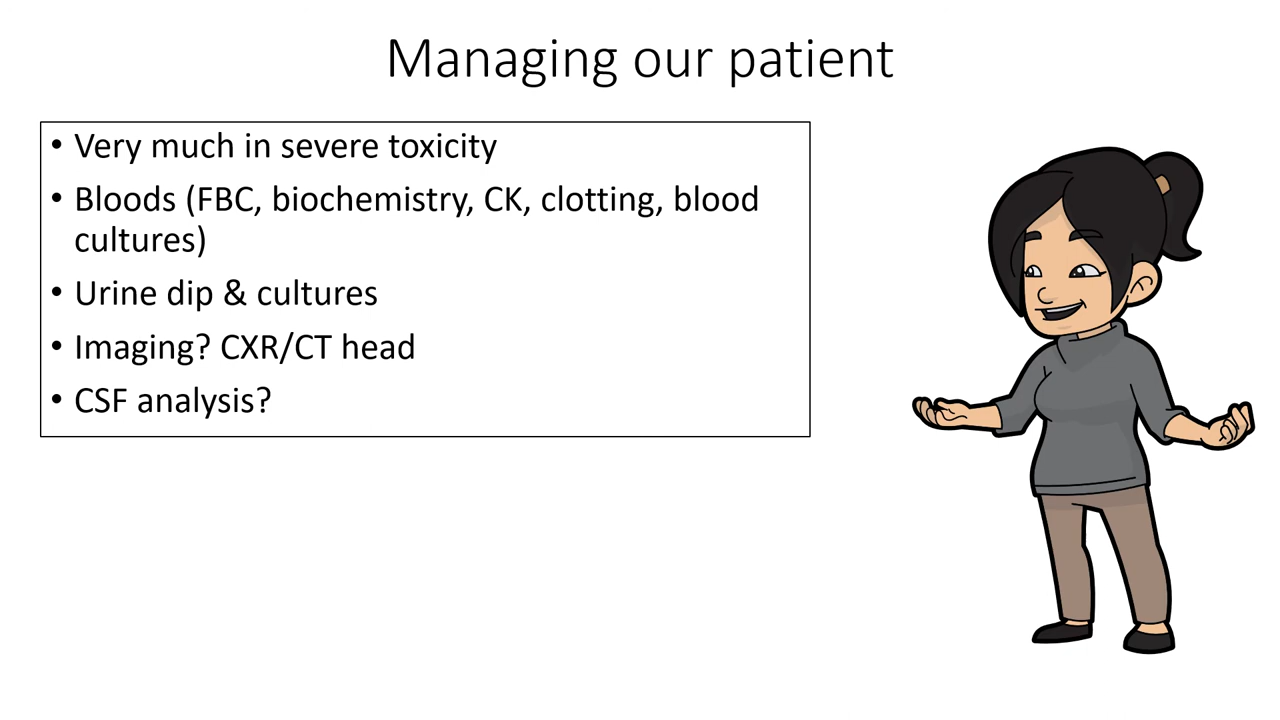 Managing our patient
• Very much in severe toxicity
• Bloods (FBC, biochemistry, CK, clotting, blood
cultures)
• Urine dip & cultures
• Imaging? CXR/CT head
• CSF analysis?